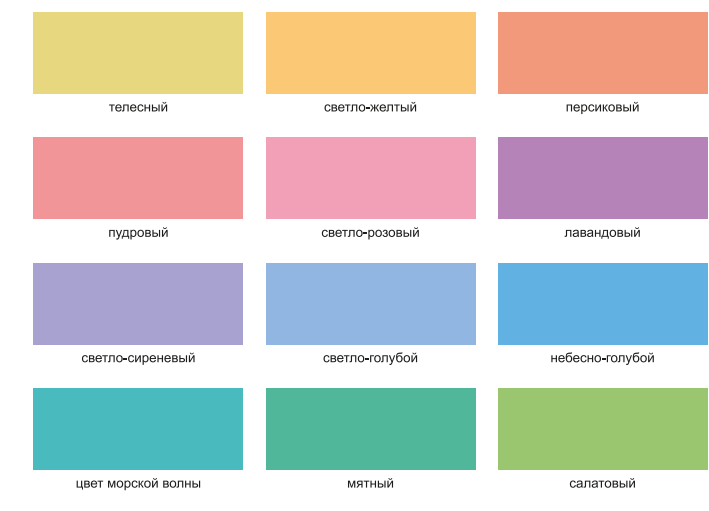 телесный
светло-желтый
персиковый
пудровый
светло-розовый
лавандовый
светло-сиреневый
светло-голубой
небесно-голубой
цвет морской волны
мятный
салатовый